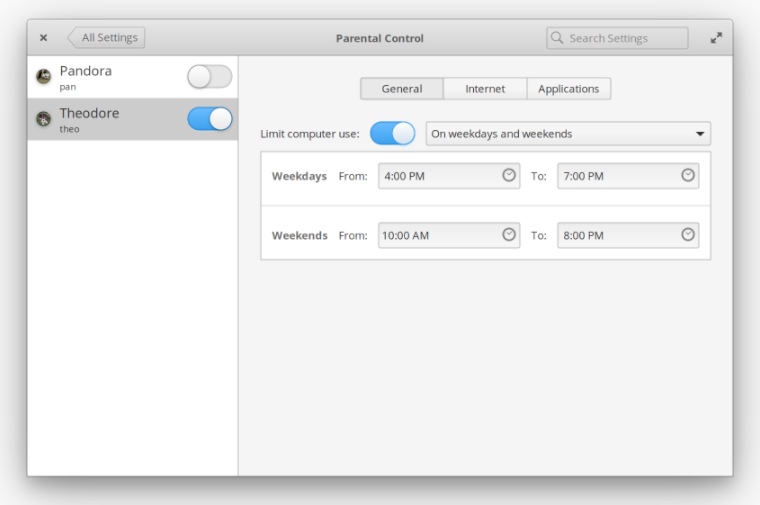 All Settings
Parental Control
Search Settings
Pandora
pan
Theodore
theo
General Internet Applications
Limit computer use: On weekdays and weekends
Weekdays From: 4:00 PM To: 7:00 PM
Weekends From: 10:00 AM To: 8:00 PM